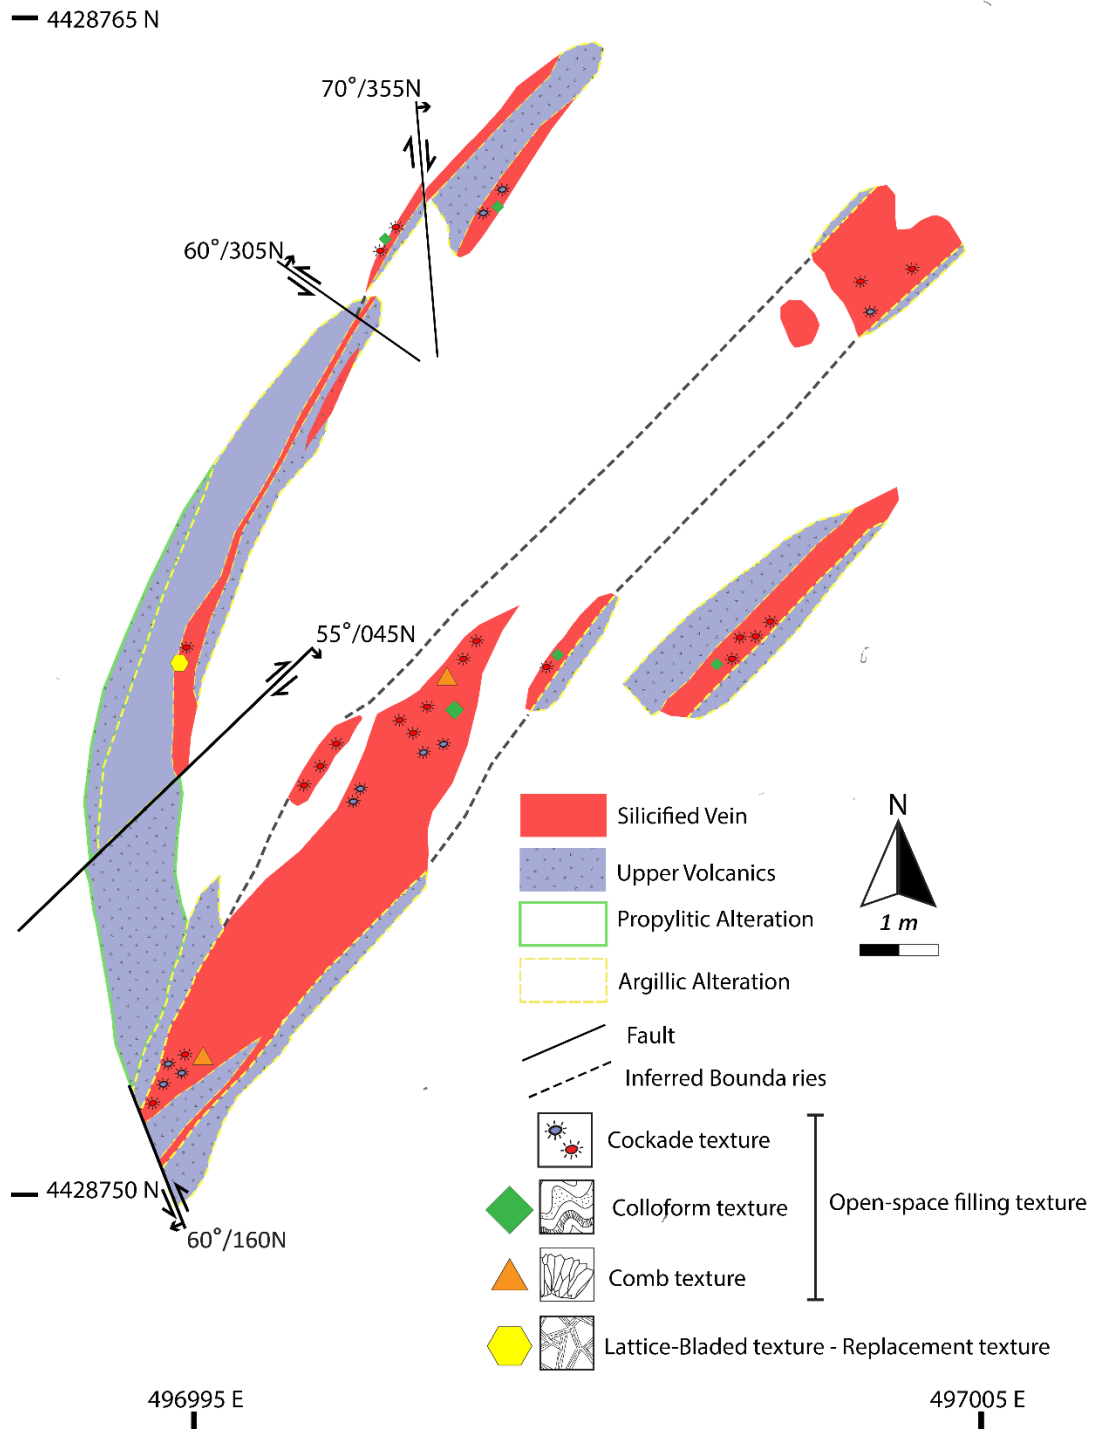 4428765 N
70°/355N
60°/305N
55°/045N
Silicified Vein
Upper Volcanics
Propylitic Alteration
Argillic Alteration
Fault
Inferred Bounda ries
N
1 m
Cockade texture
Colloform texture
Open-space filling texture
Comb texture
Lattice-Bladed texture - Replacement texture
4428750 N
60°/160N
496995 E
497005 E